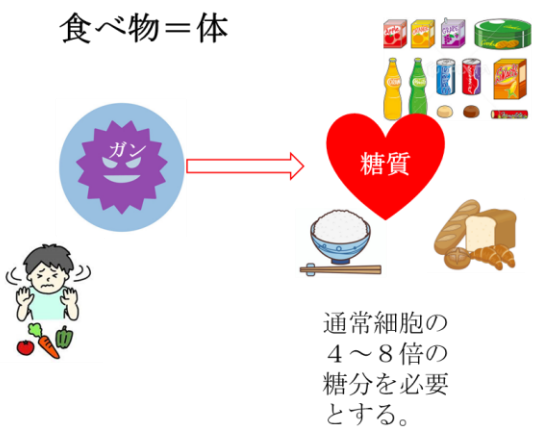 食べ物＝体
ガン
糖質
通常細胞の
４～８倍の
糖分を必要
とする。